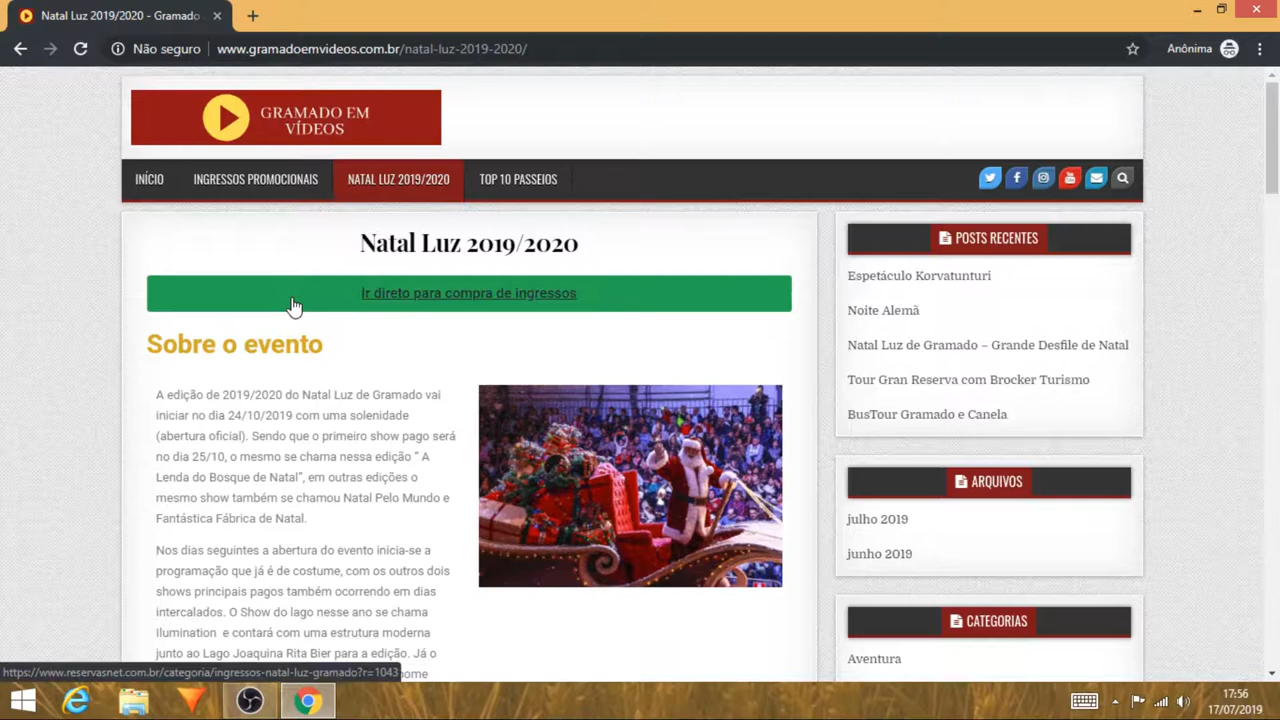 Natal Luz 2019/2020 - Gramado
Não seguro
www.gramadoemvideos.com.br/natal-luz-2019-2020/
Anônima
GRAMADO EM
VÍDEOS
INÍCIO
INGRESSOS PROMOCIONAIS
NATAL LUZ 2019/2020
TOP 10 PASSEIOS
Natal Luz 2019/2020
Ir direto para compra de ingressos
Sobre o evento
A edição de 2019/2020 do Natal Luz de Gramado vai
iniciar no dia 24/10/2019 com uma solenidade
(abertura oficial). Sendo que o primeiro show pago será
no dia 25/10, o mesmo se chama nessa edição " A
Lenda do Bosque de Natal", em outras edições o
mesmo show também se chamou Natal Pelo Mundo e
Fantástica Fábrica de Natal.
Nos dias seguintes a abertura do evento inicia-se a
programação que já é de costume, com os outros dois
shows principais pagos também ocorrendo em dias
intercalados. O Show do lago nesse ano se chama
Ilumination e contará com uma estrutura moderna
junto ao Lago Joaquina Rita Bier para a edição. Já o
nome
POSTS RECENTES
Espetáculo Korvatunturi
Noite Alemã
Natal Luz de Gramado – Grande Desfile de Natal
Tour Gran Reserva com Brocker Turismo
BusTour Gramado e Canela
ARQUIVOS
julho 2019
junho 2019
CATEGORIAS
Aventura
https://www.reservasnet.com.br/categoria/ingressos-natal-luz-gramado?r=1043
17:56
17/07/2019